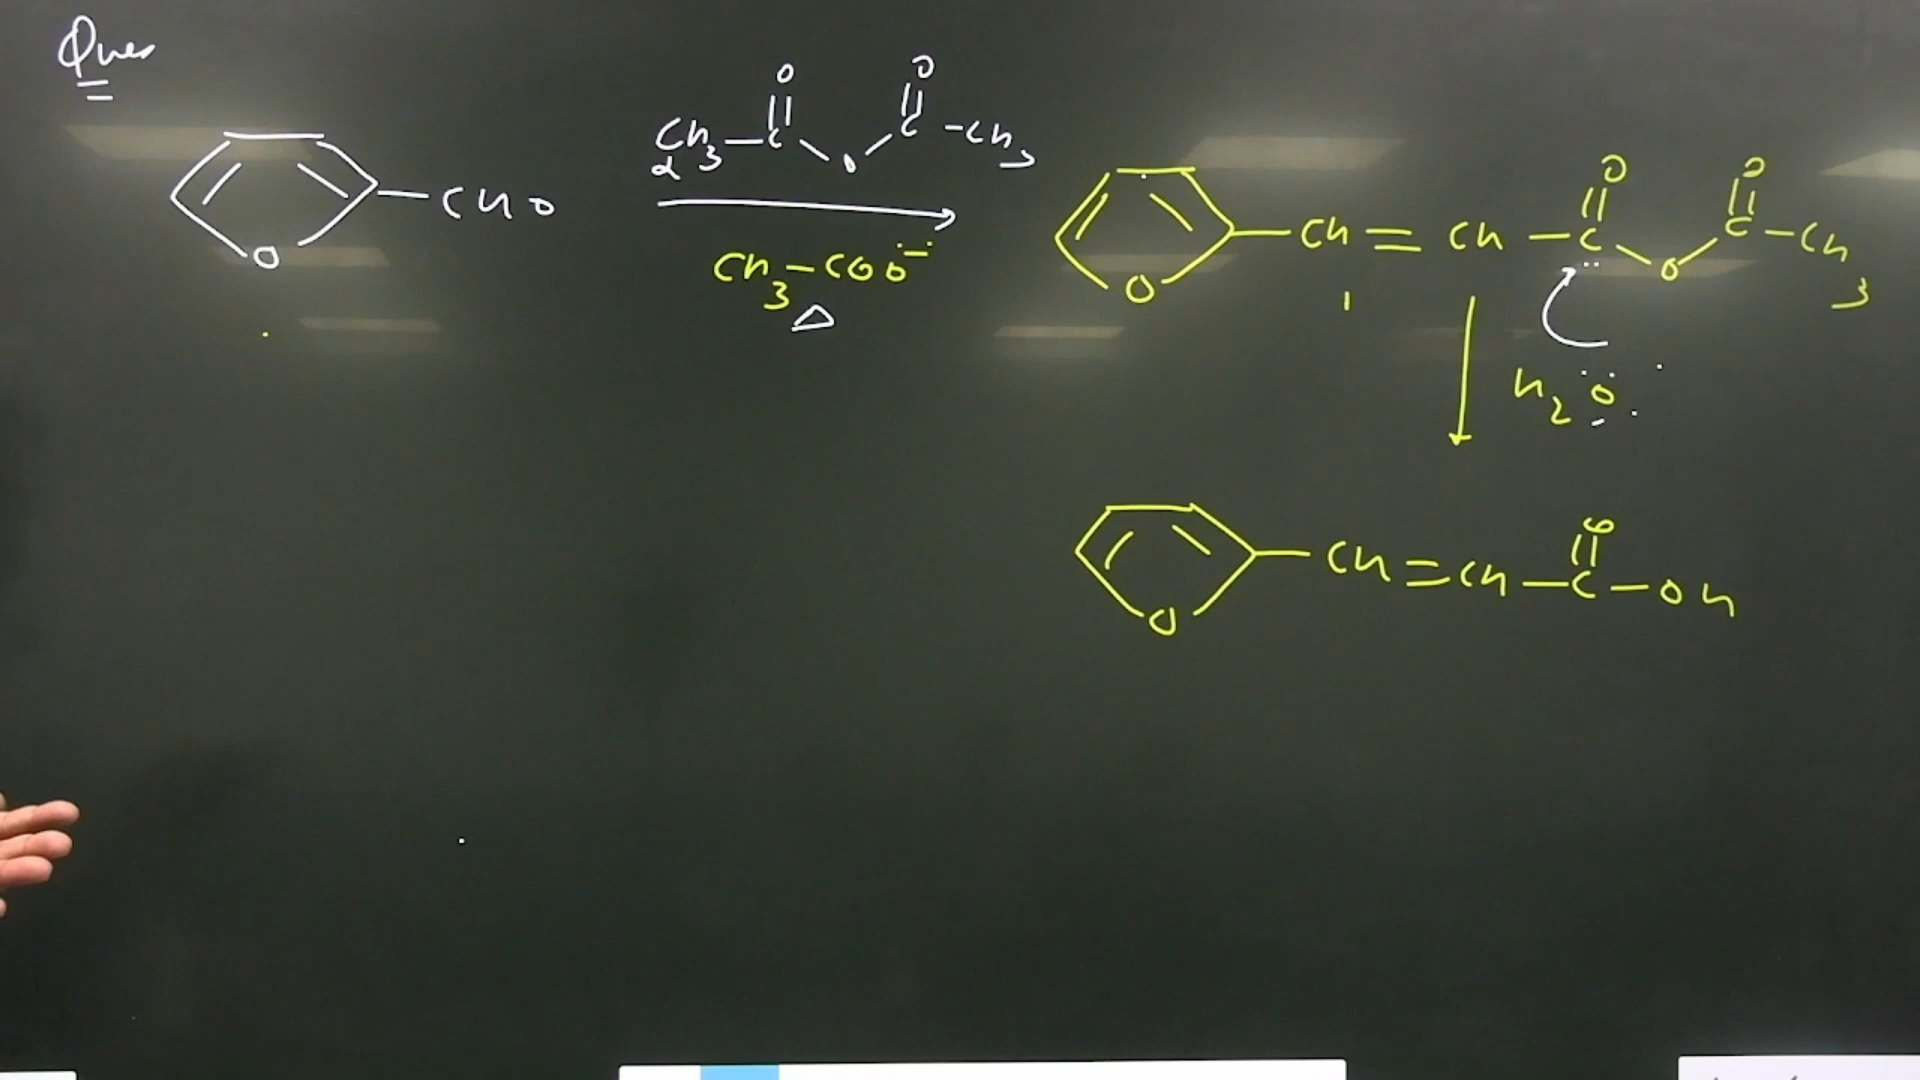 Ques
CHO
O
CH3-C(=O)-O-C(=O)-CH3
α
CH3-COO-
Δ
O
CH=CH-C(=O)-O-C(=O)-CH3
H2O
O
CH=CH-C(=O)-OH